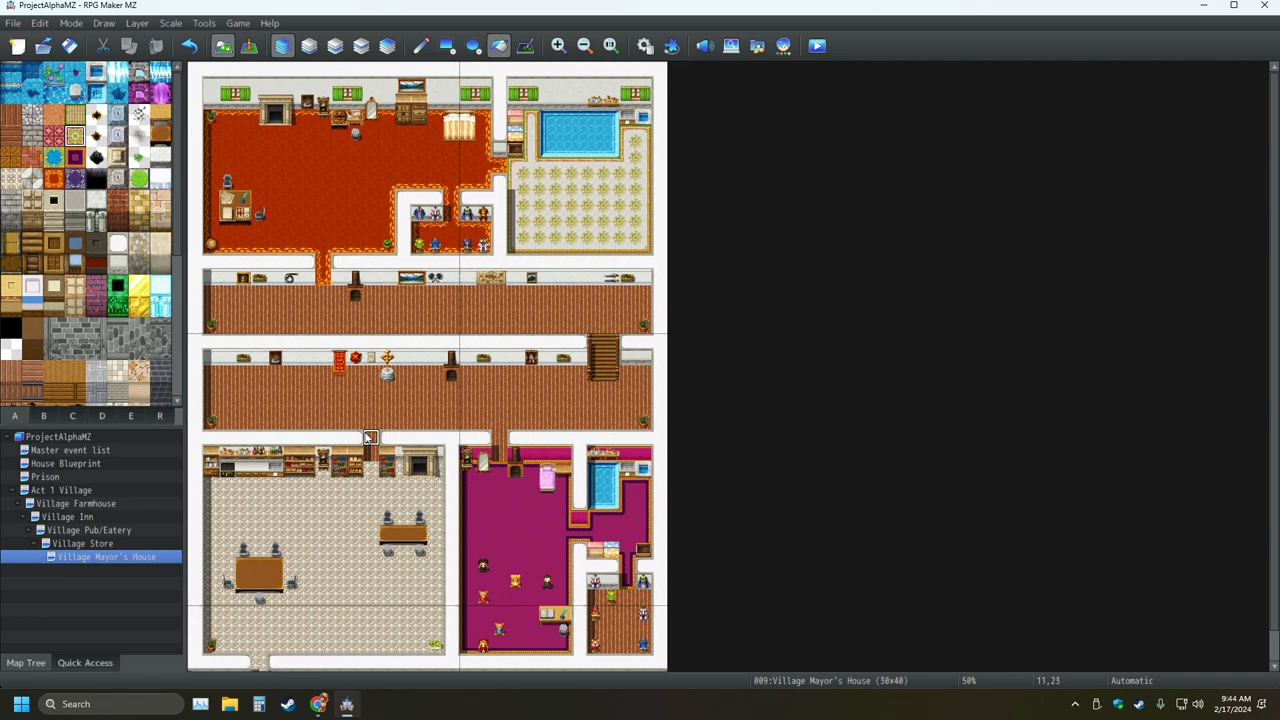 ProjectAlphaMZ - RPG Maker MZ
File Edit Mode Draw Layer Scale Tools Game Help
A B C D E R
ProjectAlphaMZ
Master event list
House Blueprint
Prison
Act 1 Village
Village Farmhouse
Village Inn
Village Pub/Eatery
Village Store
Village Mayor's House
Map Tree Quick Access
009:Village Mayor's House (30x40) 50% 11,23 Automatic
Search
9:44 AM
2/17/2024